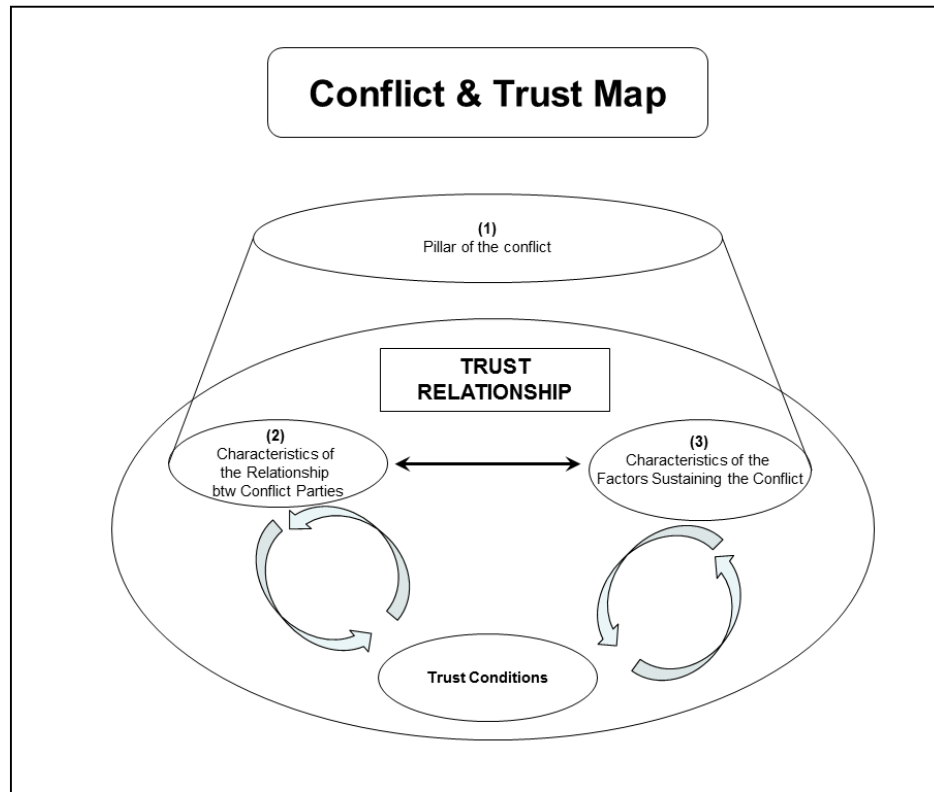 Conflict & Trust Map
(1)
Pillar of the conflict
TRUST
RELATIONSHIP
(2)
Characteristics of
the Relationship
btw Conflict Parties
(3)
Characteristics of the
Factors Sustaining the Conflict
Trust Conditions